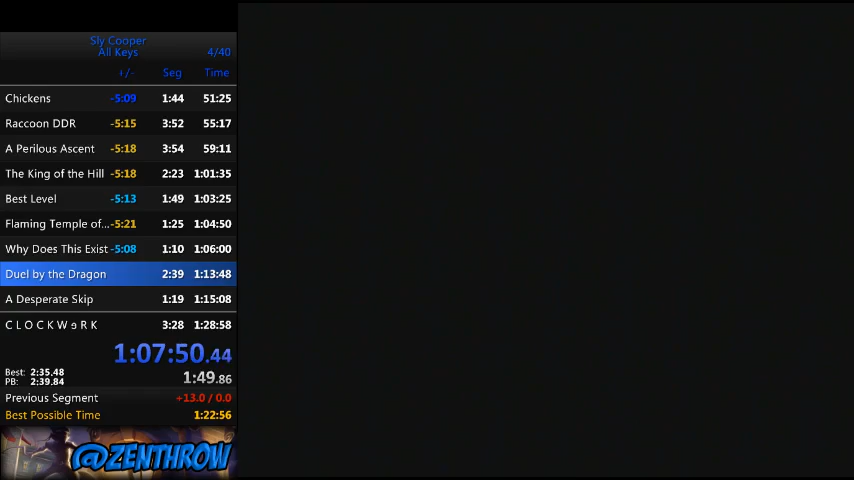 Sly Cooper
All Keys 4/40
+/- Seg Time
Chickens -5:09 1:44 51:25
Raccoon DDR -5:15 3:52 55:17
A Perilous Ascent -5:18 3:54 59:11
The King of the Hill -5:18 2:23 1:01:35
Best Level -5:13 1:49 1:03:25
Flaming Temple of... -5:21 1:25 1:04:50
Why Does This Exist -5:08 1:10 1:06:00
Duel by the Dragon 2:39 1:13:48
A Desperate Skip 1:19 1:15:08
C L O C K W ɘ R K 3:28 1:28:58
1:07:50.44
Best: 2:35.48
PB: 2:39.84
1:49.86
Previous Segment +13.0 / 0.0
Best Possible Time 1:22:56
@ZENTHROW